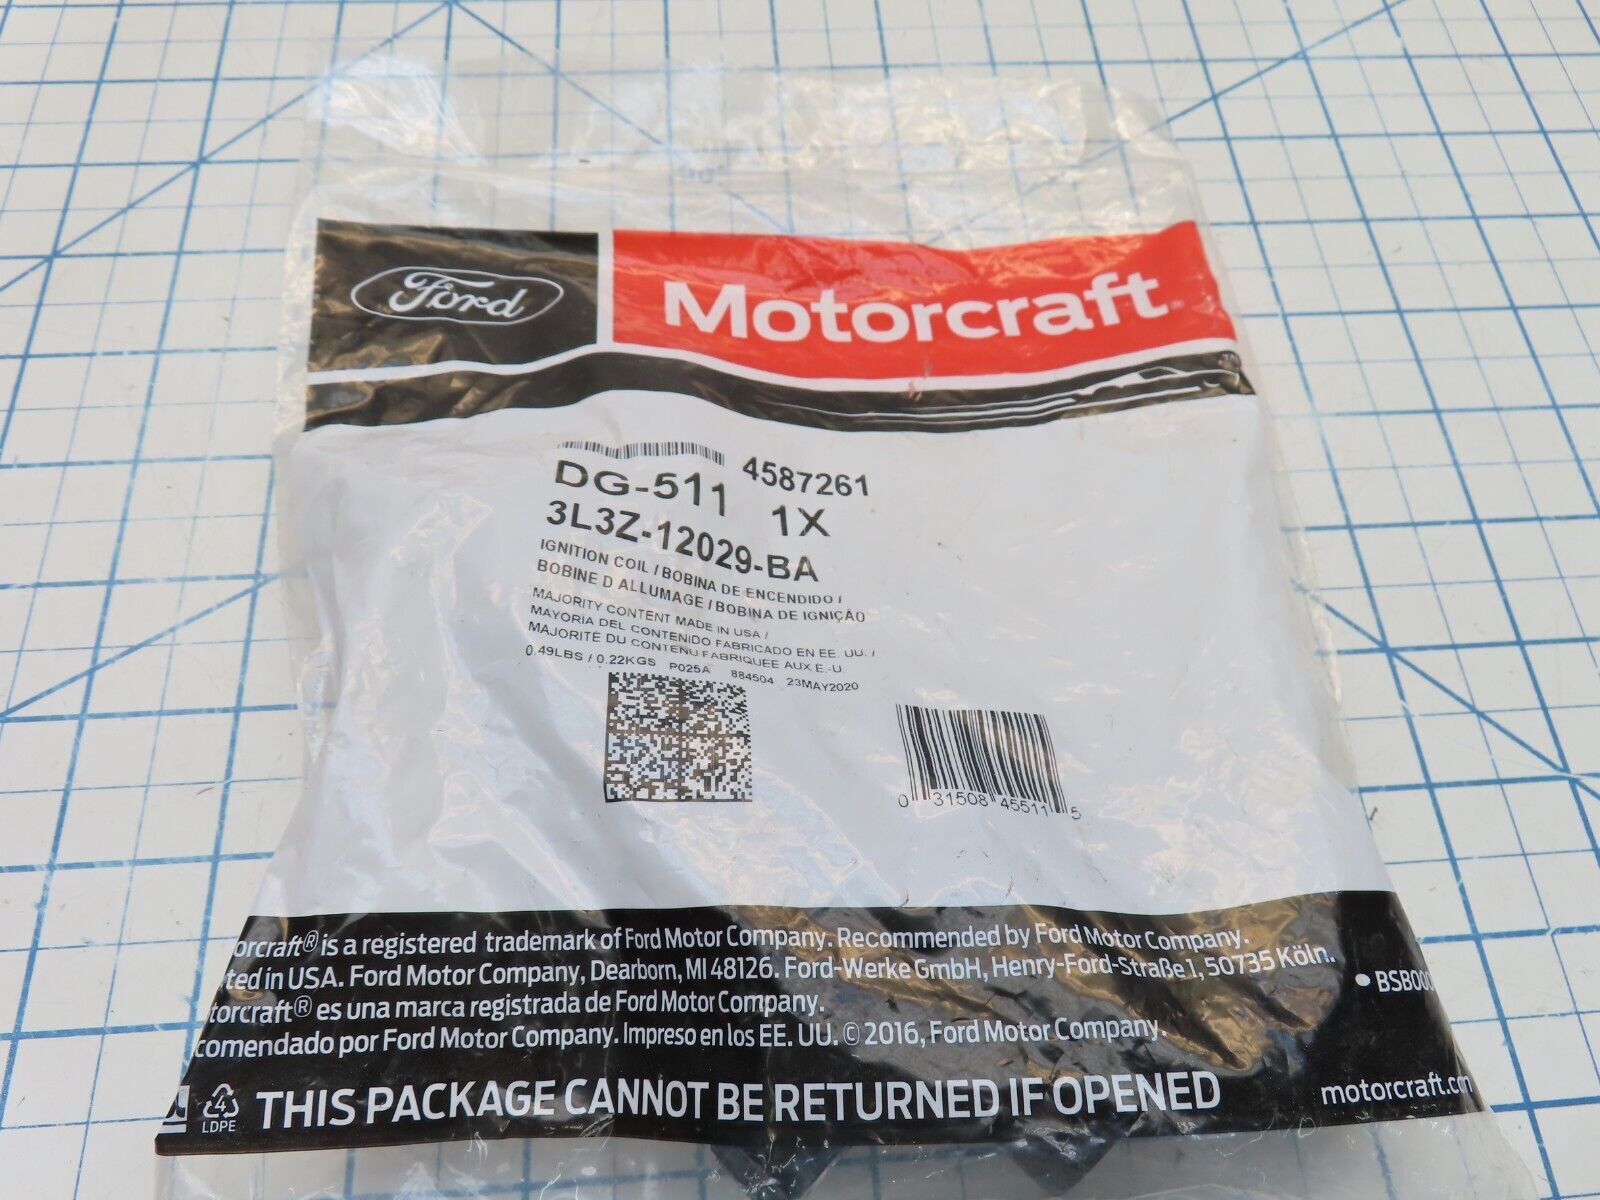 Ford
Motorcraft
DG-511 4587261
3L3Z-12029-BA 1X
IGNITION COIL / BOBINA DE ENCENDIDO /
BOBINE D ALLUMAGE / BOBINA DE IGNIÇÃO
MAJORITY CONTENT MADE IN USA /
MAYORIA DEL CONTENIDO FABRICADO EN EE. UU. /
MAJORITE DU CONTENU FABRIQUEE AUX E.-U.
0.49LBS / 0.22KGS P025A 884504 23MAY2020
0 31508 45511 5
orcraft® is a registered trademark of Ford Motor Company. Recommended by Ford Motor Company.
ted in USA. Ford Motor Company, Dearborn, MI 48126. Ford-Werke GmbH, Henry-Ford-Straße 1, 50735 Köln.
torcraft® es una marca registrada de Ford Motor Company.
• BSB000
comendado por Ford Motor Company. Impreso en los EE. UU. © 2016, Ford Motor Company.
4
LDPE
THIS PACKAGE CANNOT BE RETURNED IF OPENED
motorcraft.com